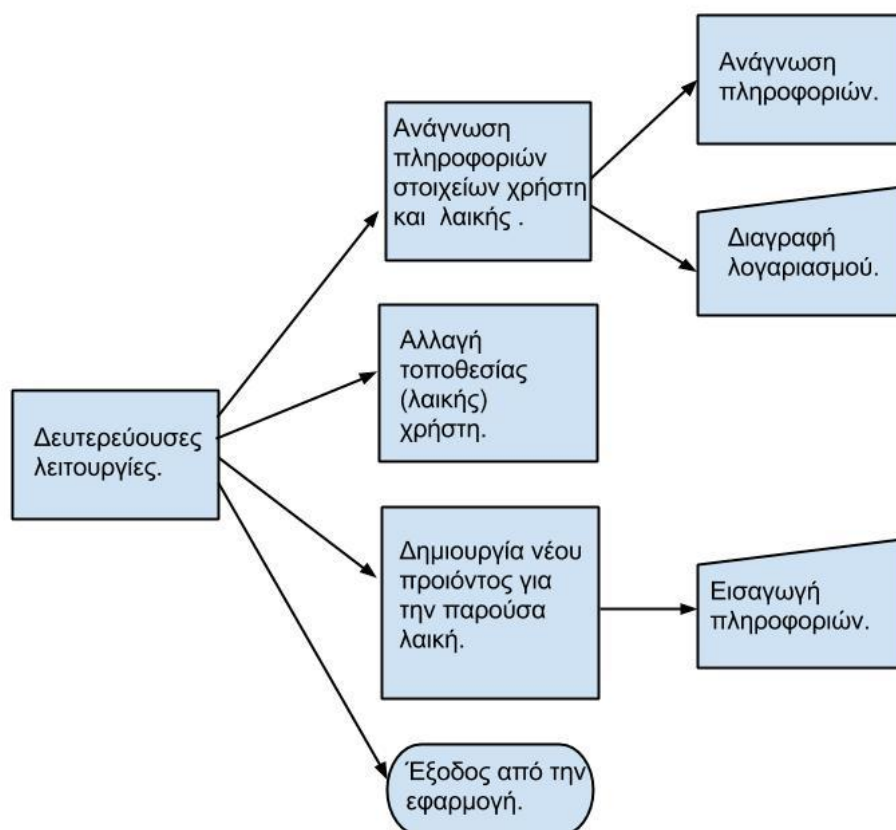 Δευτερεύουσες
λειτουργίες.
Ανάγνωση
πληροφοριών
στοιχείων χρήστη
και λαικής .
Ανάγνωση
πληροφοριών.
Διαγραφή
λογαριασμού.
Αλλαγή
τοποθεσίας
(λαικής)
χρήστη.
Δημιουργία νέου
προιόντος για
την παρούσα
λαική.
Εισαγωγή
πληροφοριών.
Έξοδος από την
εφαρμογή.